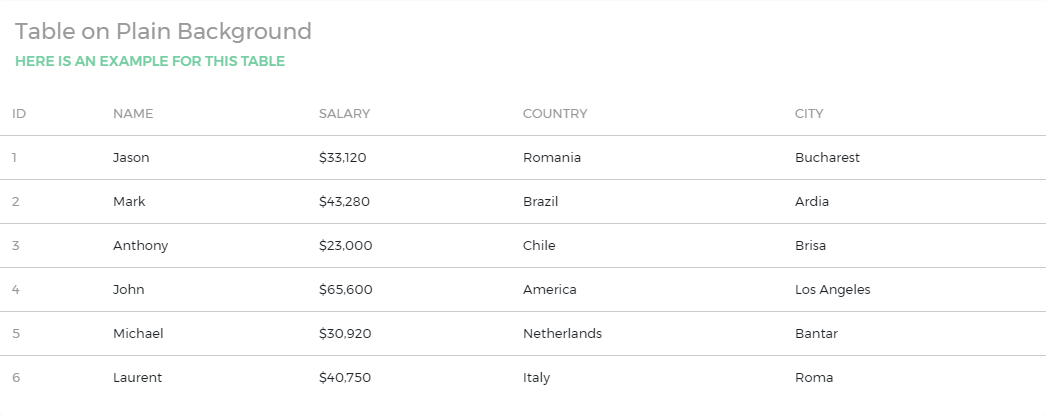 Table on Plain Background
HERE IS AN EXAMPLE FOR THIS TABLE
ID NAME SALARY COUNTRY CITY
1 Jason $33,120 Romania Bucharest
2 Mark $43,280 Brazil Ardia
3 Anthony $23,000 Chile Brisa
4 John $65,600 America Los Angeles
5 Michael $30,920 Netherlands Bantar
6 Laurent $40,750 Italy Roma